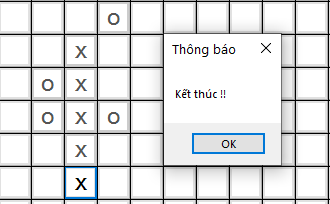 o
x
Thông báo
o x
Kết thúc !!
o x o
x
OK
x